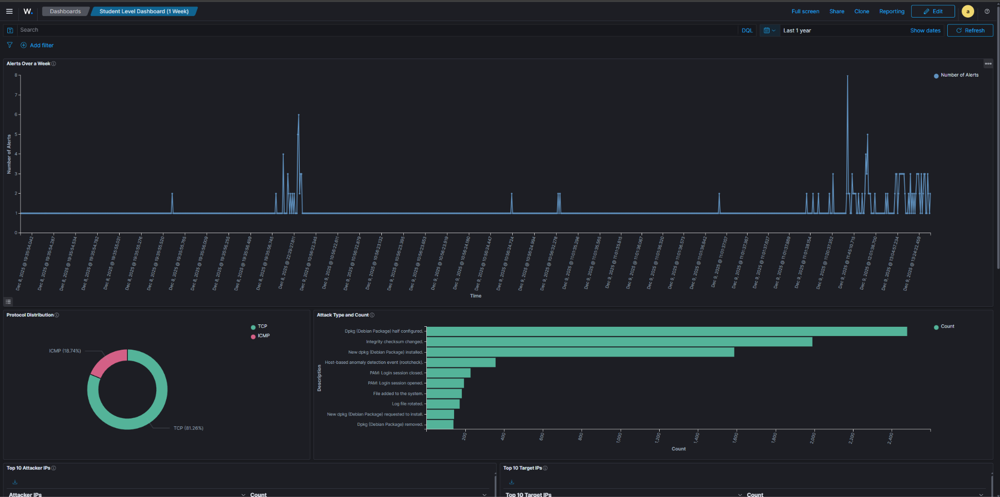 W.
Dashboards
Student Level Dashboard (1 Week)
Full screen
Share
Clone
Reporting
Edit
a
Search
DQL
Last 1 year
Show dates
Refresh
Add filter
Alerts Over a Week
8
7
6
5
4
3
2
1
0
Number of Alerts
Number of Alerts
Dec 8, 2025 @ 19:35:54.042
Dec 8, 2025 @ 19:35:54.287
Dec 8, 2025 @ 19:35:54.534
Dec 8, 2025 @ 19:35:54.782
Dec 8, 2025 @ 19:35:55.031
Dec 8, 2025 @ 19:35:55.276
Dec 8, 2025 @ 19:35:55.520
Dec 8, 2025 @ 19:35:55.765
Dec 8, 2025 @ 19:35:56.009
Dec 8, 2025 @ 19:35:56.255
Dec 8, 2025 @ 19:35:56.499
Dec 8, 2025 @ 19:35:56.745
Dec 8, 2025 @ 22:29:27.811
Dec 9, 2025 @ 10:56:22.345
Dec 9, 2025 @ 10:56:22.611
Dec 9, 2025 @ 10:56:22.879
Dec 9, 2025 @ 10:56:23.132
Dec 9, 2025 @ 10:56:23.395
Dec 9, 2025 @ 10:56:23.653
Dec 9, 2025 @ 10:56:23.919
Dec 9, 2025 @ 10:56:24.180
Dec 9, 2025 @ 10:56:24.447
Dec 9, 2025 @ 10:56:24.724
Dec 9, 2025 @ 10:56:24.994
Dec 9, 2025 @ 10:56:32.278
Dec 9, 2025 @ 11:01:35.296
Dec 9, 2025 @ 11:01:35.565
Dec 9, 2025 @ 11:01:35.815
Dec 9, 2025 @ 11:01:36.067
Dec 9, 2025 @ 11:01:36.320
Dec 9, 2025 @ 11:01:36.573
Dec 9, 2025 @ 11:01:36.842
Dec 9, 2025 @ 11:01:37.107
Dec 9, 2025 @ 11:01:37.367
Dec 9, 2025 @ 11:01:37.627
Dec 9, 2025 @ 11:01:37.889
Dec 9, 2025 @ 11:01:38.154
Dec 9, 2025 @ 11:20:37.352
Dec 9, 2025 @ 11:45:10.715
Dec 9, 2025 @ 12:01:38.700
Dec 9, 2025 @ 13:04:57.234
Dec 9, 2025 @ 13:24:22.459
Time
Protocol Distribution
TCP
ICMP
ICMP (18.74%)
TCP (81.26%)
Attack Type and Count
Count
Description
Dpkg (Debian Package) half configured.
Integrity checksum changed.
New dpkg (Debian Package) installed.
Host-based anomaly detection event (rootcheck).
PAM: Login session closed.
PAM: Login session opened.
File added to the system.
Log file rotated.
New dpkg (Debian Package) requested to install.
Dpkg (Debian Package) removed.
200
400
600
800
1,000
1,200
1,400
1,600
1,800
2,000
2,200
2,400
Count
Top 10 Attacker IPs
Attacker IPs
Count
Top 10 Target IPs
Top 10 Target IPs
Count